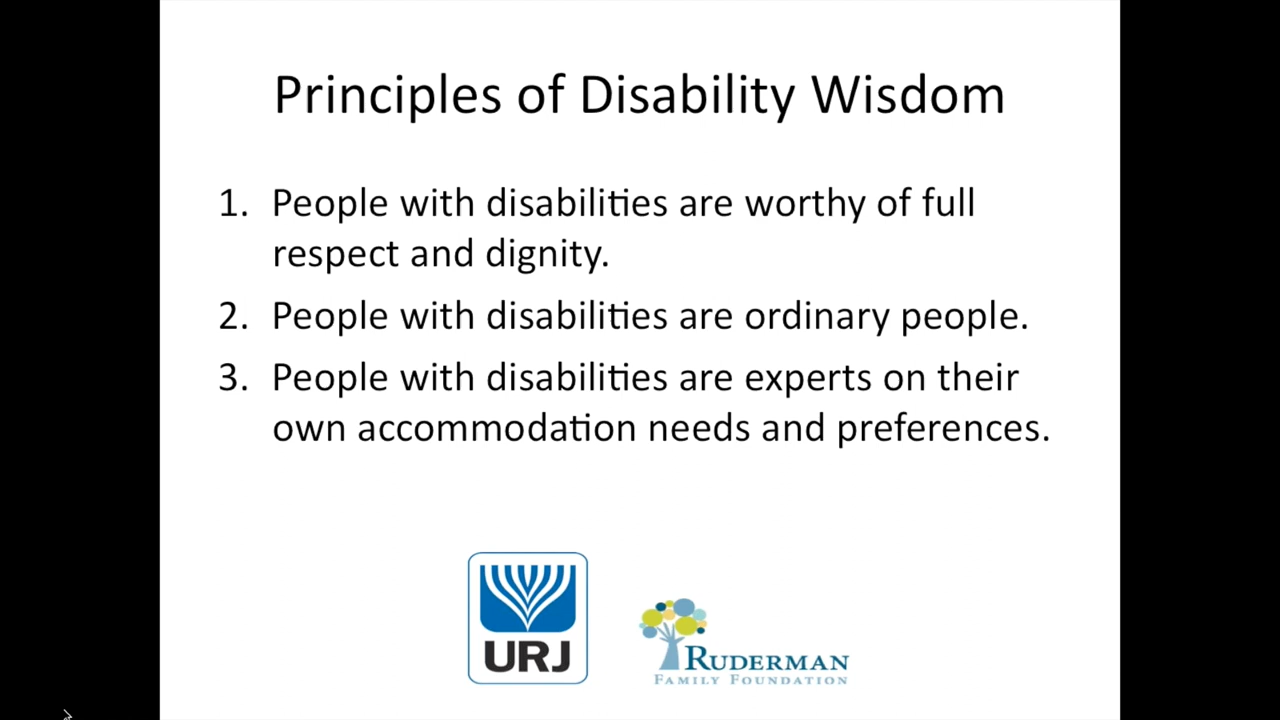 Principles of Disability Wisdom
1. People with disabilities are worthy of full
respect and dignity.
2. People with disabilities are ordinary people.
3. People with disabilities are experts on their
own accommodation needs and preferences.
URJ
RUDERMAN
FAMILY FOUNDATION